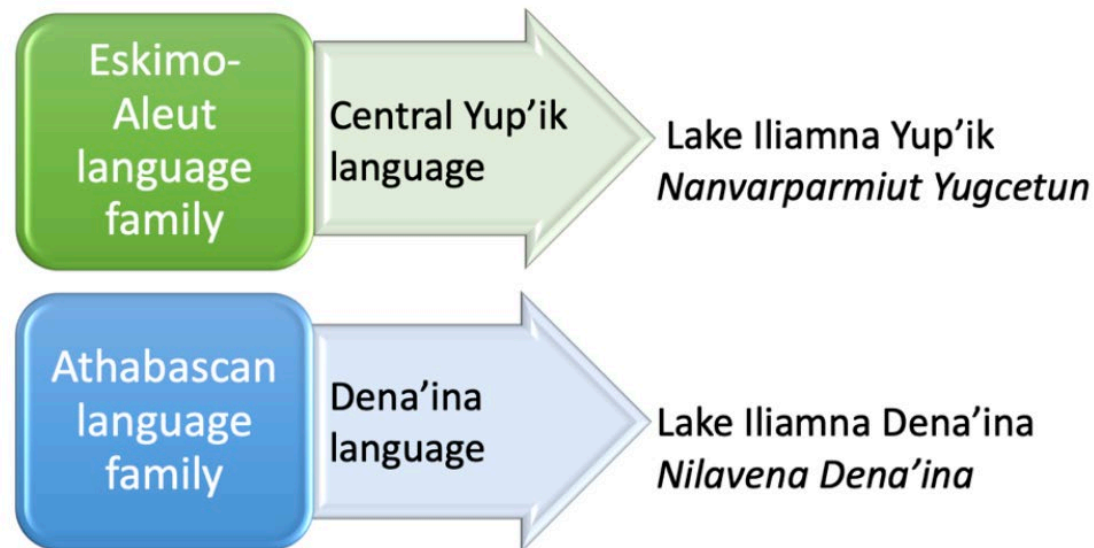 Eskimo-
Aleut
language
family
Central Yup’ik
language
Lake Iliamna Yup’ik
Nanvarparmiut Yugcetun
Athabascan
language
family
Dena’ina
language
Lake Iliamna Dena’ina
Nilavena Dena’ina